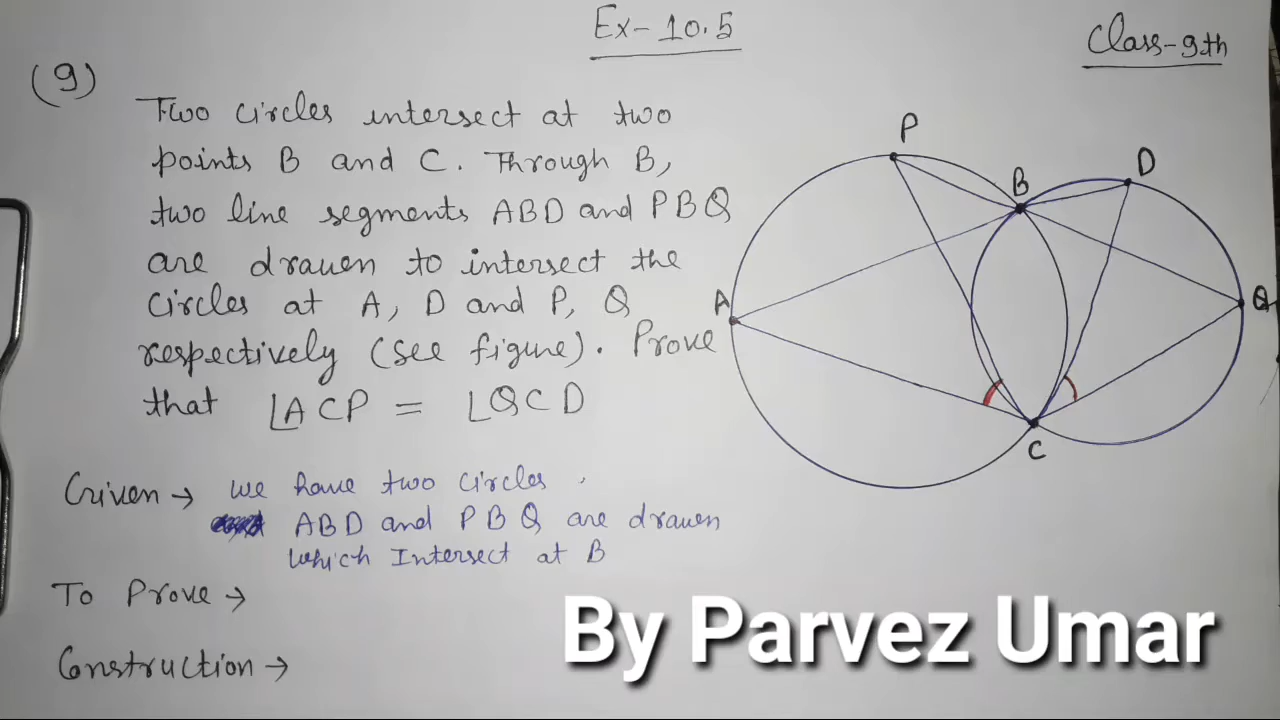 Ex-10.5
Class-9th
(9)
Two circles intersect at two
points B and C. Through B,
two line segments ABD and PBQ
are drawen to intersect the
circles at A, D and P, Q
respectively (see figure). Prove
that ∠ACP = ∠QCD
P
B
D
A
Q
C
Given → we have two circles,
ABD and PBQ are drawen
which Intersect at B
To Prove →
Construction →
By Parvez Umar